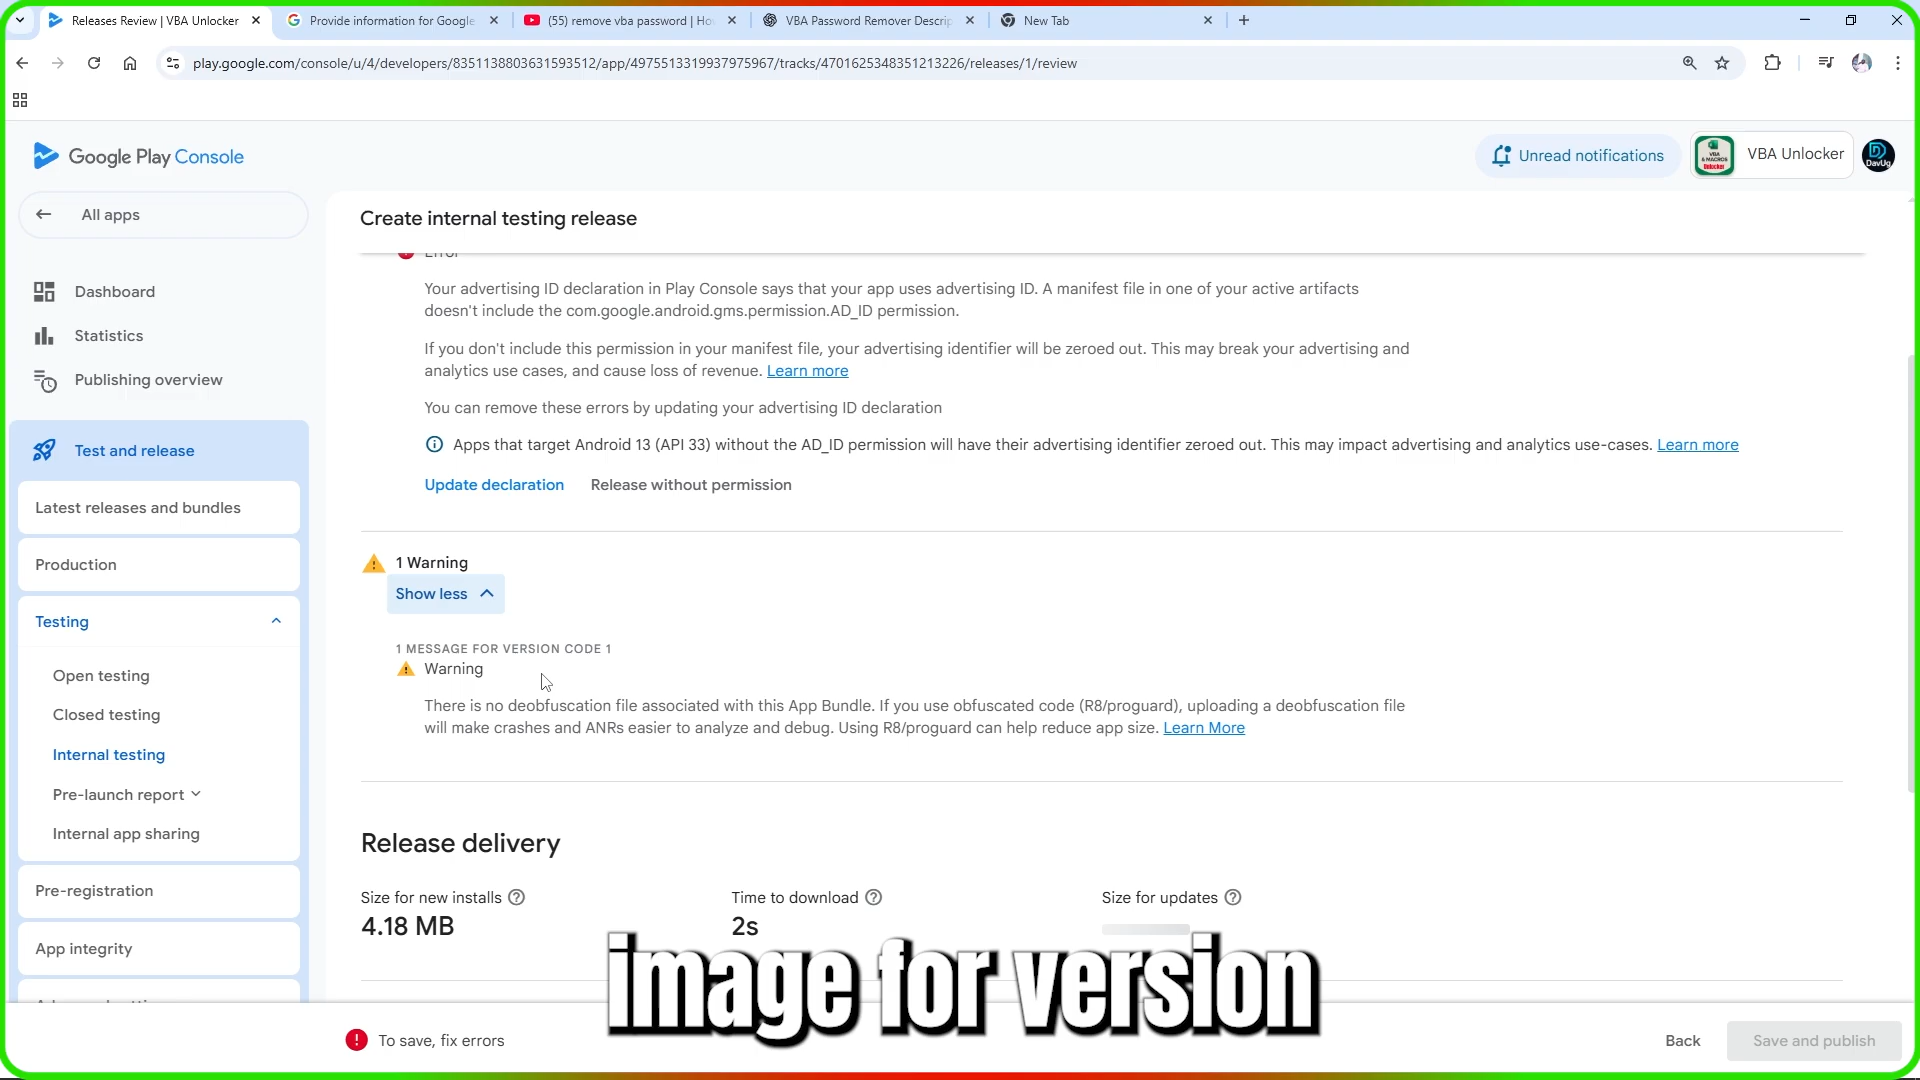 Releases Review | VBA Unlocker
Provide information for Google
(55) remove vba password | Ho
VBA Password Remover Descrip
New Tab
play.google.com/console/u/4/developers/8351138803631593512/app/4975513319937975967/tracks/4701625348351213226/releases/1/review
Google Play Console
Unread notifications
VBA & MACROS Unlocker
VBA Unlocker
DavUg
All apps
Create internal testing release
Error
Dashboard
Statistics
Publishing overview
Test and release
Latest releases and bundles
Production
Testing
Open testing
Closed testing
Internal testing
Pre-launch report
Internal app sharing
Pre-registration
App integrity
Your advertising ID declaration in Play Console says that your app uses advertising ID. A manifest file in one of your active artifacts
doesn't include the com.google.android.gms.permission.AD_ID permission.
If you don't include this permission in your manifest file, your advertising identifier will be zeroed out. This may break your advertising and
analytics use cases, and cause loss of revenue. Learn more
You can remove these errors by updating your advertising ID declaration
Apps that target Android 13 (API 33) without the AD_ID permission will have their advertising identifier zeroed out. This may impact advertising and analytics use-cases. Learn more
Update declaration
Release without permission
1 Warning
Show less
1 MESSAGE FOR VERSION CODE 1
Warning
There is no deobfuscation file associated with this App Bundle. If you use obfuscated code (R8/proguard), uploading a deobfuscation file
will make crashes and ANRs easier to analyze and debug. Using R8/proguard can help reduce app size. Learn More
Release delivery
Size for new installs
4.18 MB
Time to download
2s
Size for updates
image for version
To save, fix errors
Back
Save and publish